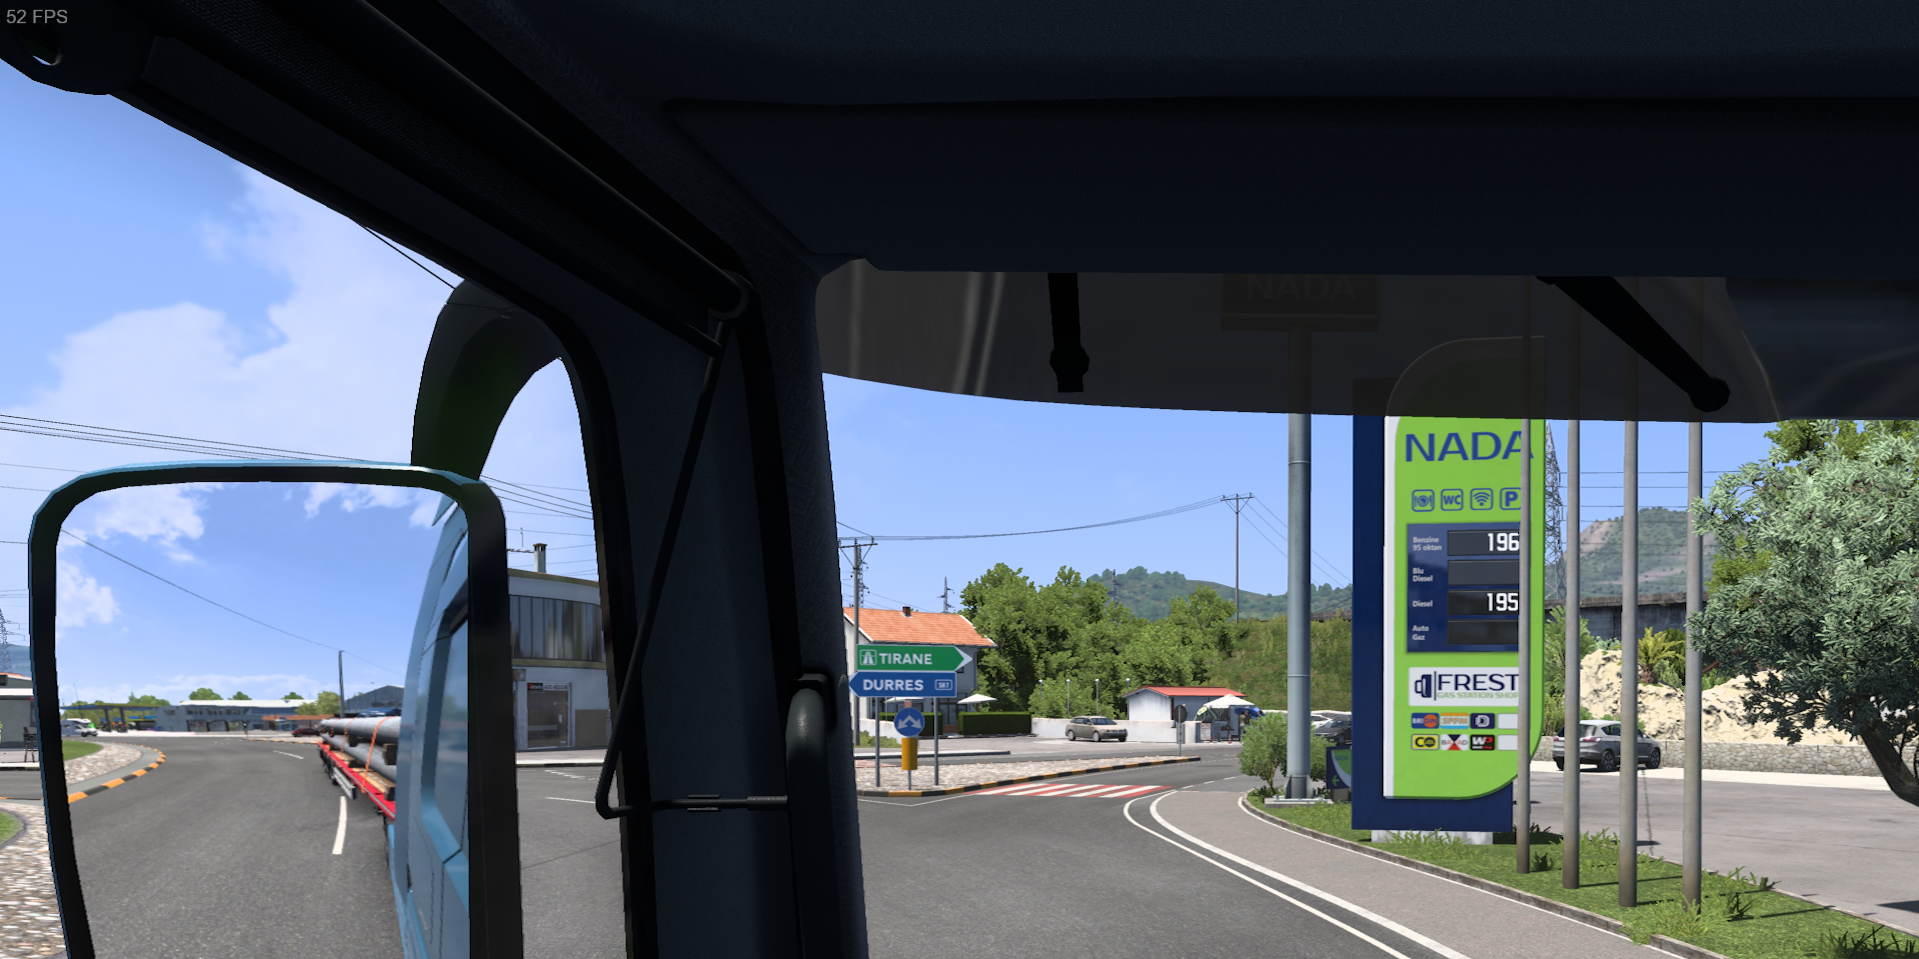 52 FPS
NADA
NADA
WC
P
Benzine
95 oktan
196
Blu
Diesel
Diesel
195
Auto
Gaz
FREST
GAS STATION SHOP
TIRANE
DURRES SH2